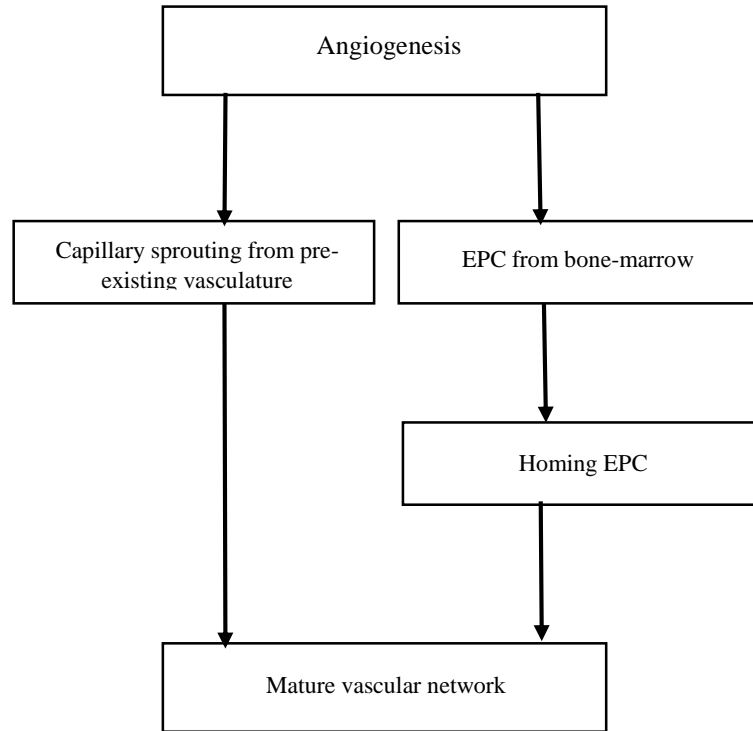 Angiogenesis
Capillary sprouting from pre-
existing vasculature
EPC from bone-marrow
Homing EPC
Mature vascular network